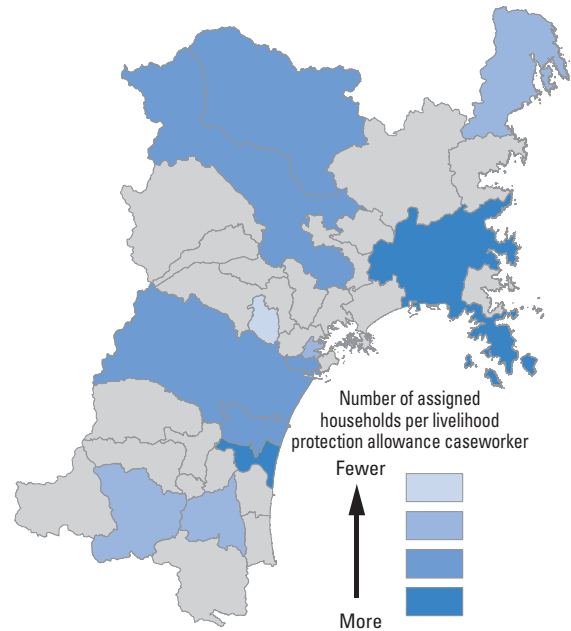 Number of assigned
households per livelihood
protection allowance caseworker
Fewer
More